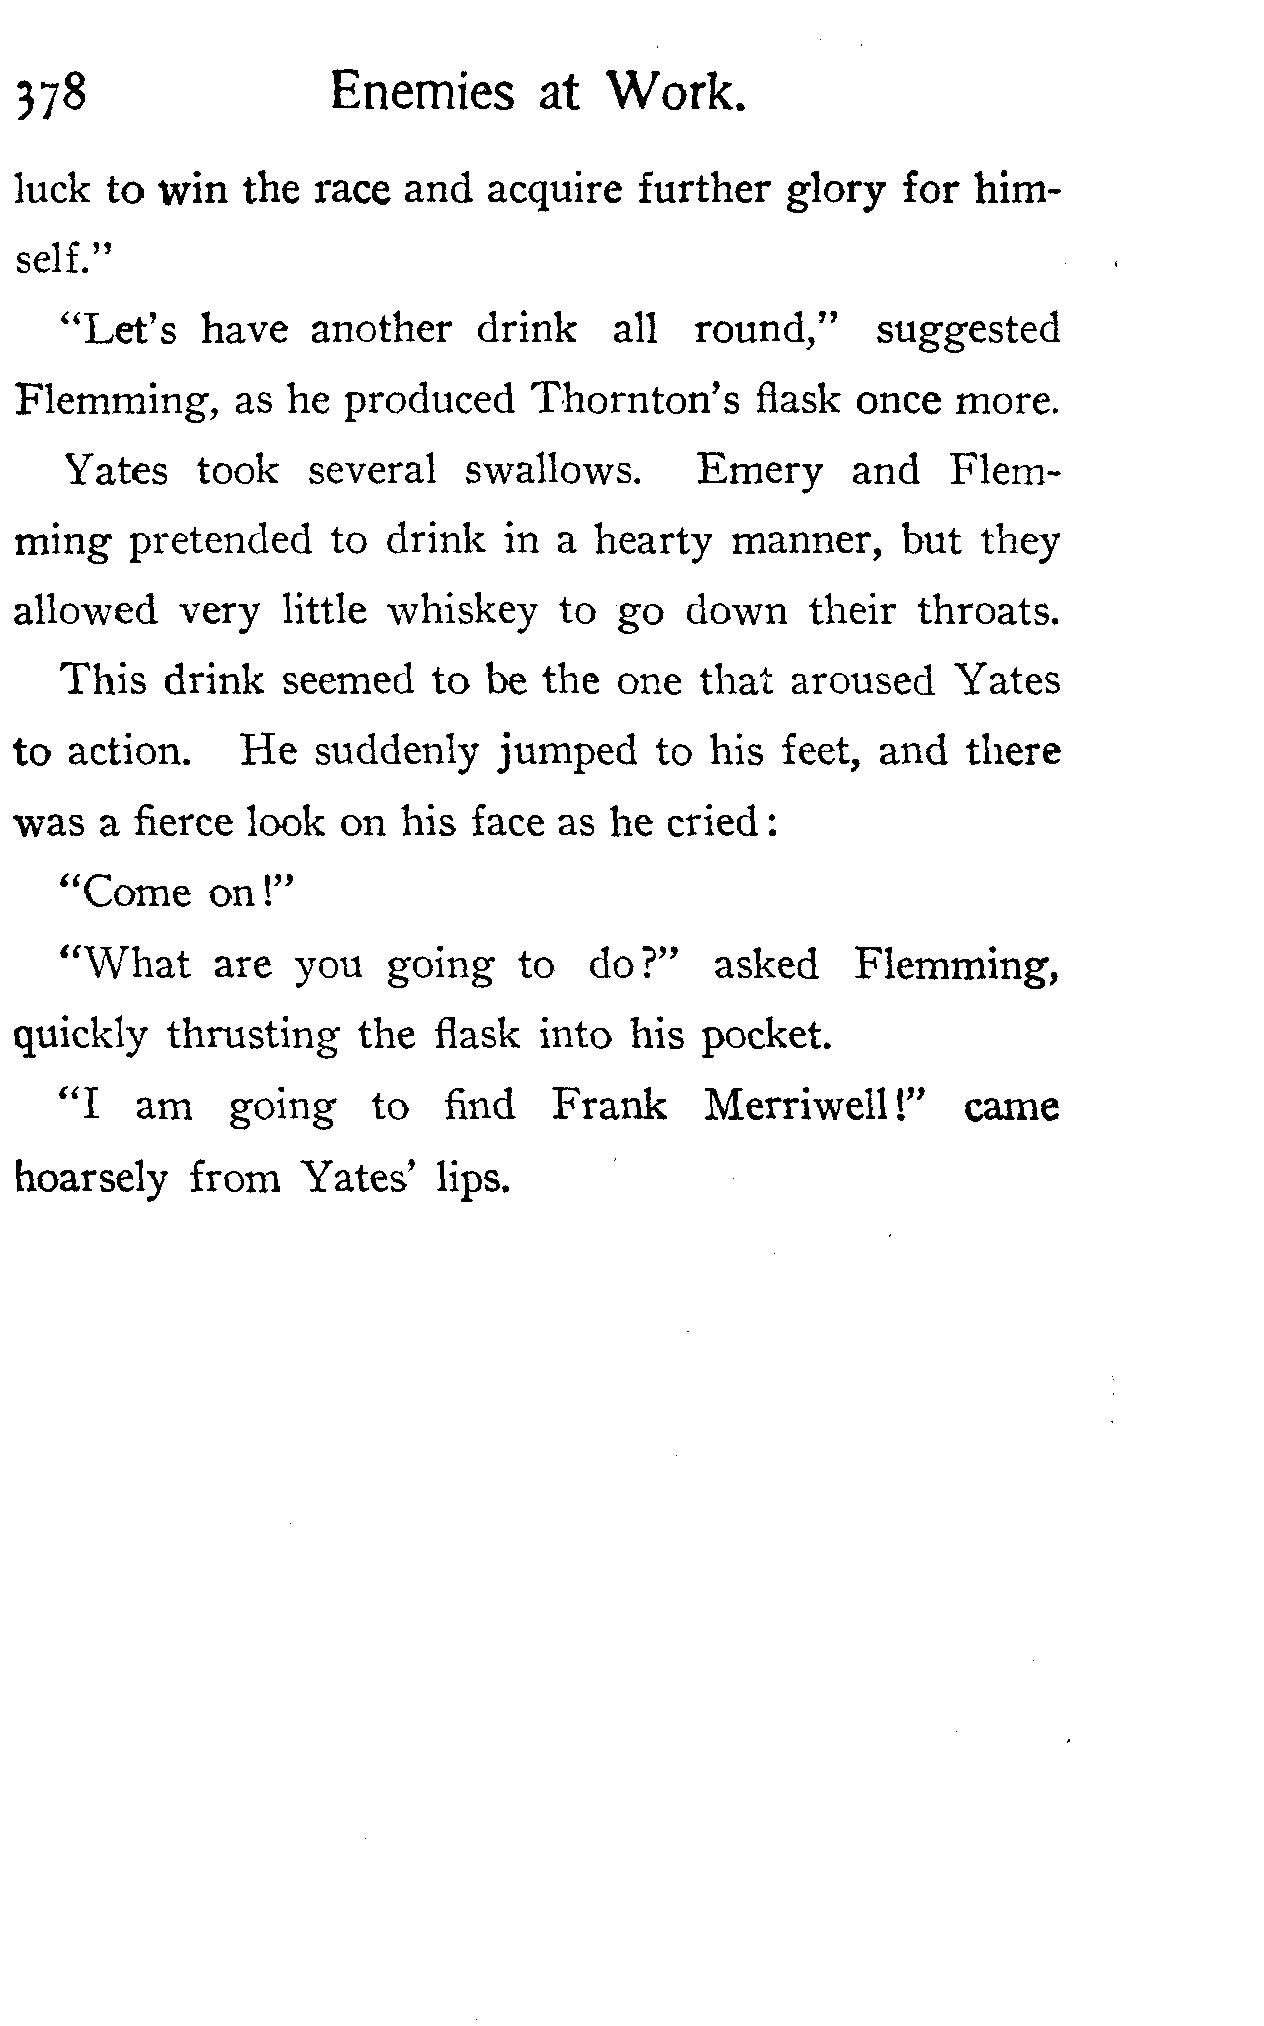 378 Enemies at Work.
luck to win the race and acquire further glory for him-
self."
"Let's have another drink all round," suggested
Flemming, as he produced Thornton's flask once more.
Yates took several swallows. Emery and Flem-
ming pretended to drink in a hearty manner, but they
allowed very little whiskey to go down their throats.
This drink seemed to be the one that aroused Yates
to action. He suddenly jumped to his feet, and there
was a fierce look on his face as he cried:
"Come on!"
"What are you going to do?" asked Flemming,
quickly thrusting the flask into his pocket.
"I am going to find Frank Merriwell!" came
hoarsely from Yates' lips.